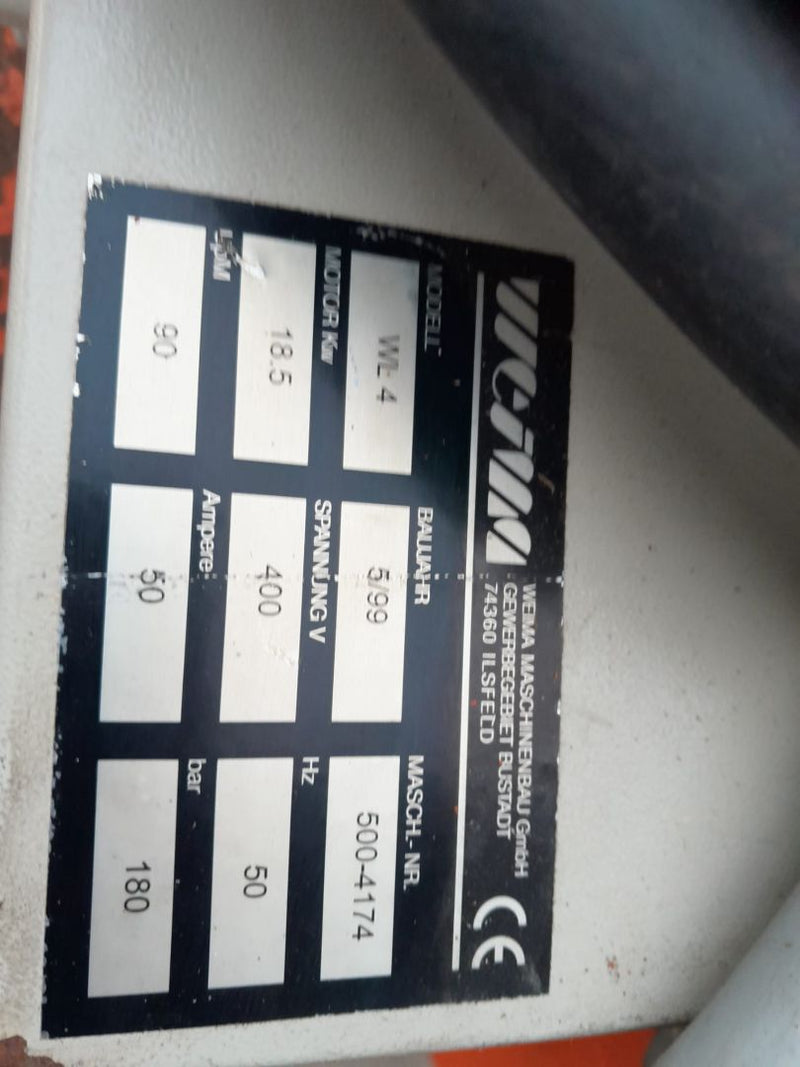 WEIMA
WEIMA MASCHINENBAU GmbH
GEWERBEGEBIET BUSTADT
74360 ILSFELD
CE
MODELL
BAUJAHR
MASCH.- NR.
WL 4
5/99
500-4174
MOTOR Kw
SPANNUNG V
Hz
18.5
400
50
LpM
Ampere
bar
90
50
180